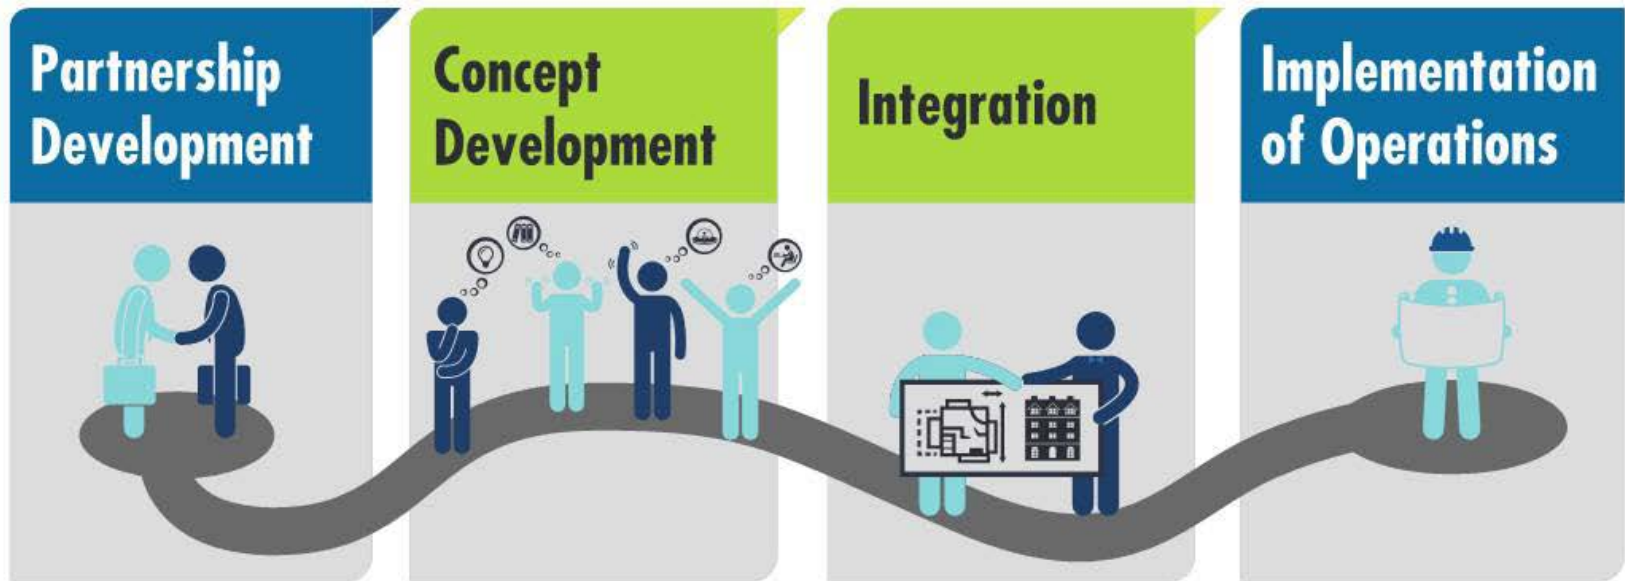 Partnership
Development
Concept
Development
Integration
Implementation
of Operations